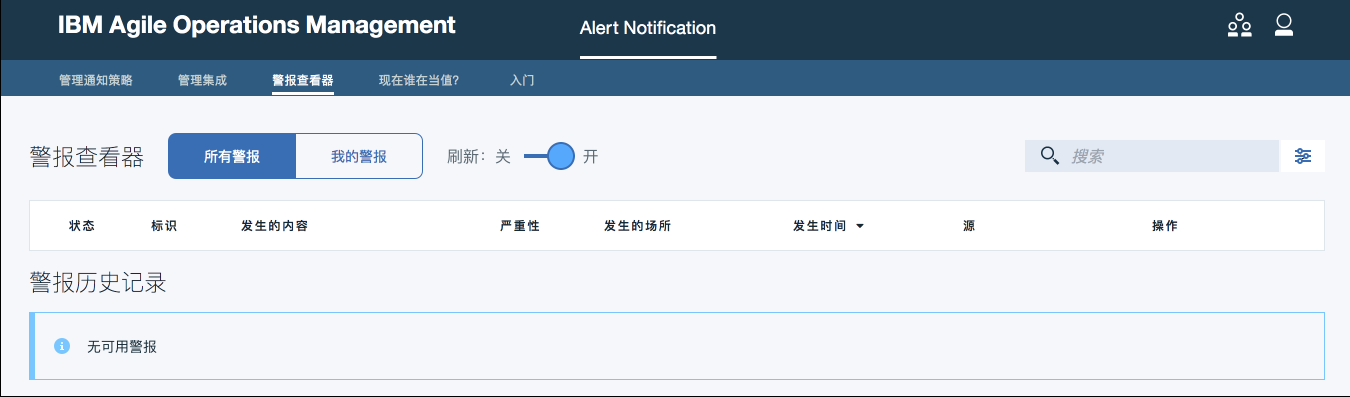 IBM Agile Operations Management Alert Notification
管理通知策略 管理集成 警报查看器 现在谁在当值? 入门
警报查看器 所有警报 我的警报 刷新: 关 开 搜索
状态 标识 发生的内容 严重性 发生的场所 发生时间 源 操作
警报历史记录
无可用警报